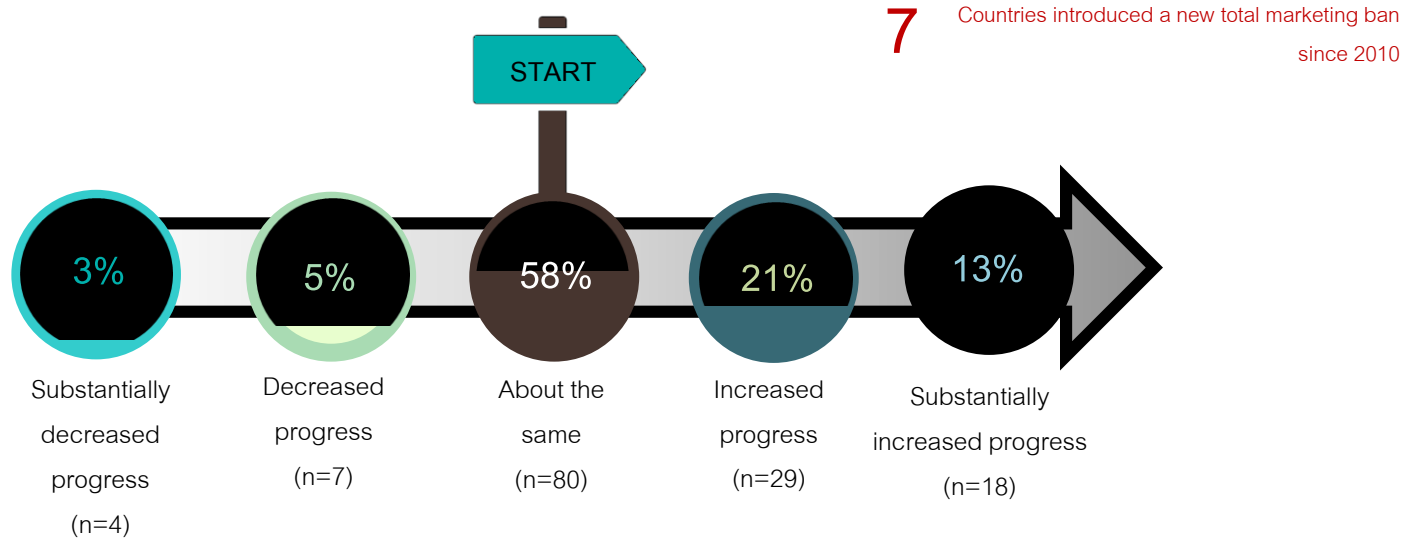 7
Countries introduced a new total marketing ban
since 2010
START
3%
5%
58%
21%
13%
Substantially
decreased
progress
(n=4)
Decreased
progress
(n=7)
About the
same
(n=80)
Increased
progress
(n=29)
Substantially
increased progress
(n=18)